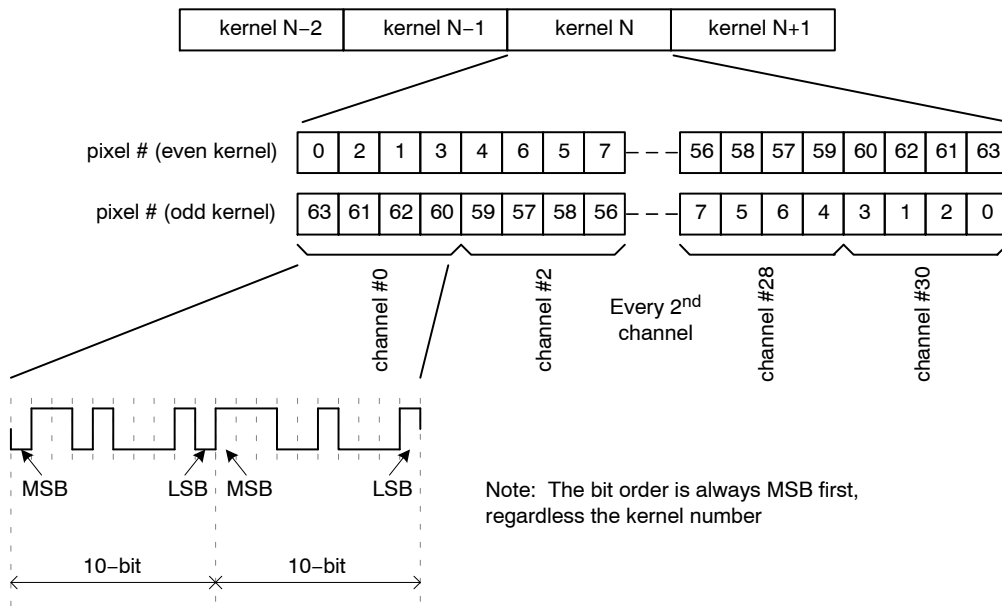 kernel N−2 kernel N−1 kernel N kernel N+1
pixel # (even kernel) 0 2 1 3 4 6 5 7 56 58 57 59 60 62 61 63
pixel # (odd kernel) 63 61 62 60 59 57 58 56 7 5 6 4 3 1 2 0
channel #0
channel #2
Every 2nd
channel
channel #28
channel #30
MSB LSB MSB LSB
Note: The bit order is always MSB first,
regardless the kernel number
10−bit 10−bit